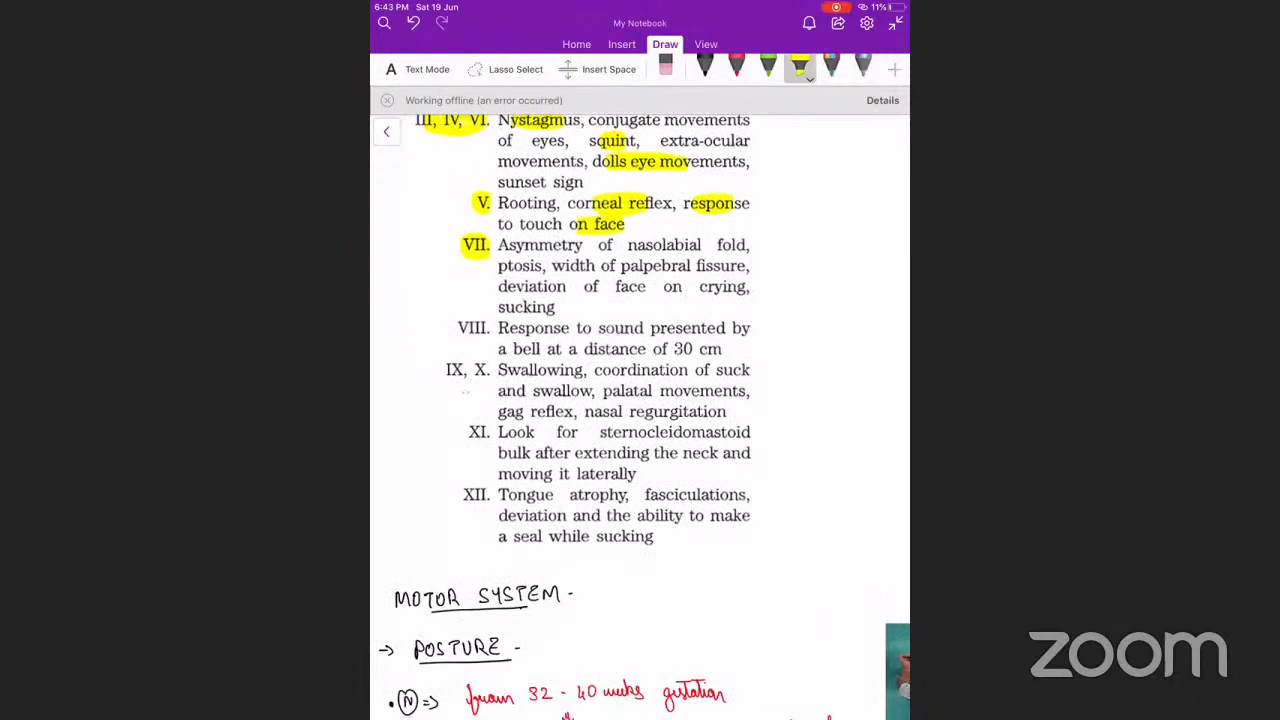 6:43 PM Sat 19 Jun
11%
My Notebook
Home Insert Draw View
A Text Mode Lasso Select Insert Space
Working offline (an error occurred) Details
III, IV, VI. Nystagmus, conjugate movements
of eyes, squint, extra-ocular
movements, dolls eye movements,
sunset sign
V. Rooting, corneal reflex, response
to touch on face
VII. Asymmetry of nasolabial fold,
ptosis, width of palpebral fissure,
deviation of face on crying,
sucking
VIII. Response to sound presented by
a bell at a distance of 30 cm
IX, X. Swallowing, coordination of suck
and swallow, palatal movements,
gag reflex, nasal regurgitation
XI. Look for sternocleidomastoid
bulk after extending the neck and
moving it laterally
XII. Tongue atrophy, fasciculations,
deviation and the ability to make
a seal while sucking
MOTOR SYSTEM -
→ POSTURE -
• N ⇒ from 32 - 40 weeks gestation
zoom